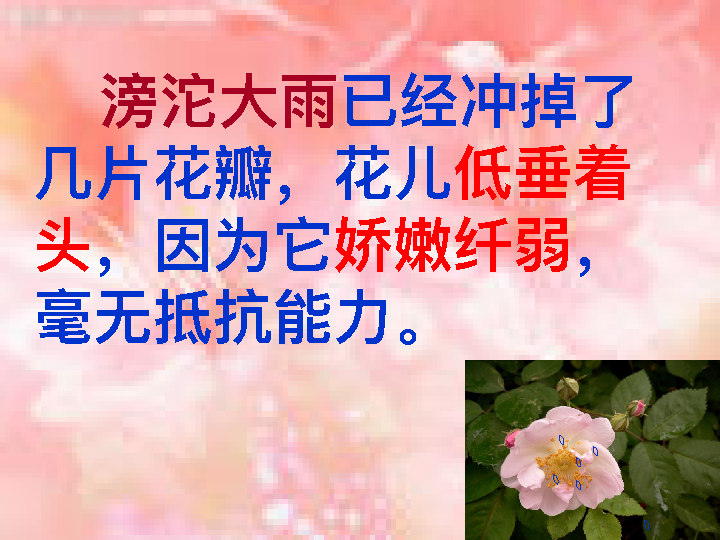 滂沱大雨已经冲掉了
几片花瓣，花儿低垂着
头，因为它娇嫩纤弱，
毫无抵抗能力。